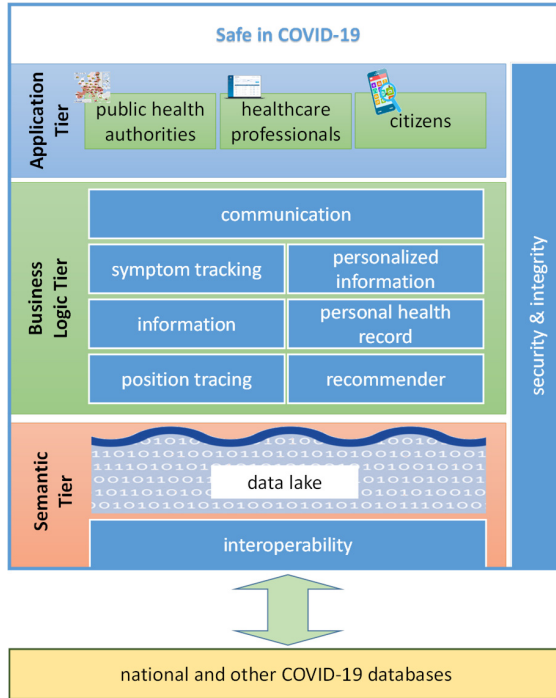 Safe in COVID-19
Application
Tier
public health
authorities
healthcare
professionals
citizens
security & integrity
Business
Logic Tier
communication
symptom tracking
personalized
information
information
personal health
record
position tracing
recommender
Semantic
Tier
data lake
interoperability
national and other COVID-19 databases